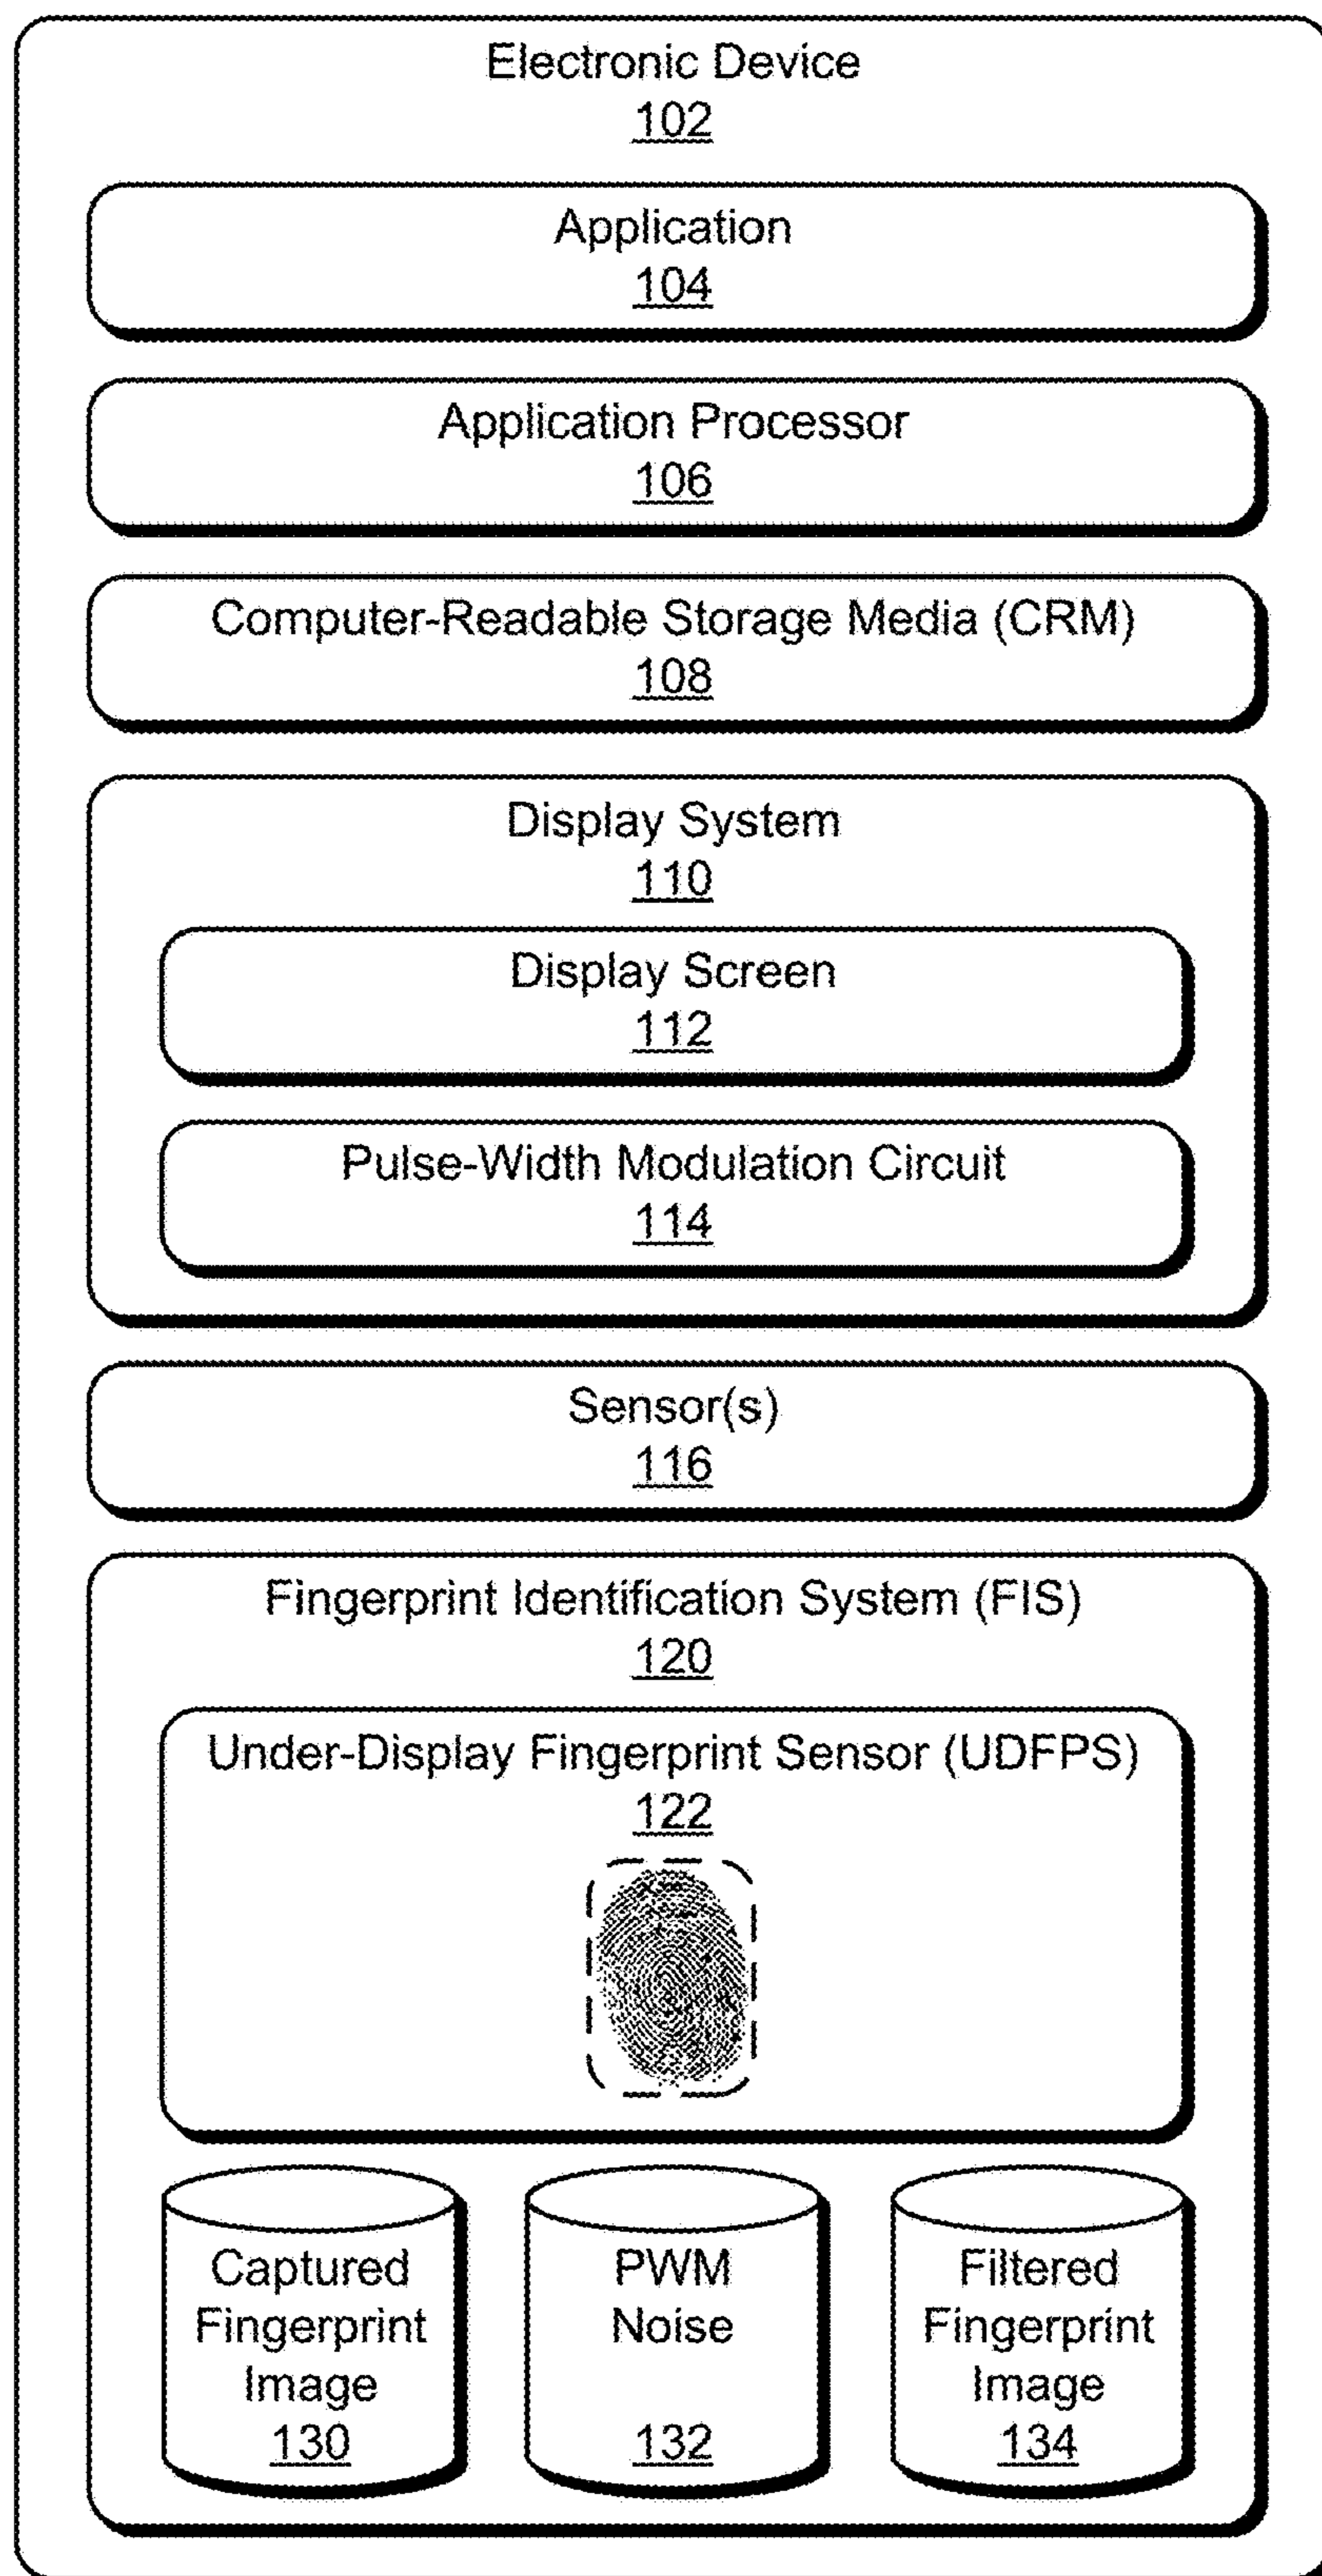 Electronic Device
102
Application
104
Application Processor
106
Computer-Readable Storage Media (CRM)
108
Display System
110
Display Screen
112
Pulse-Width Modulation Circuit
114
Sensor(s)
116
Fingerprint Identification System (FIS)
120
Under-Display Fingerprint Sensor (UDFPS)
122
Captured
Fingerprint
Image
130
PWM
Noise
132
Filtered
Fingerprint
Image
134